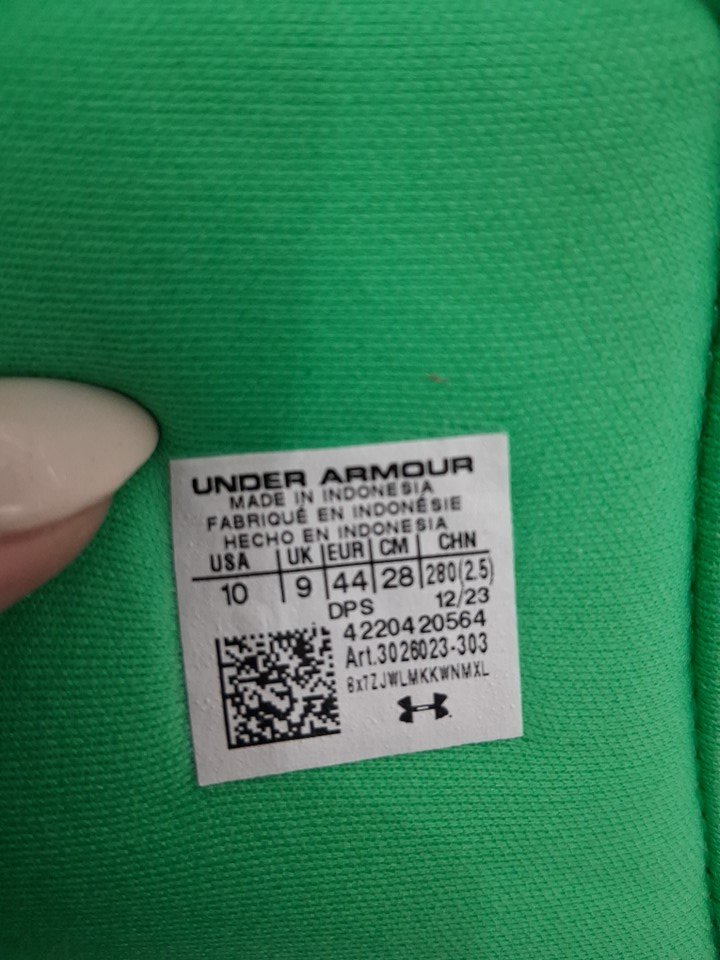 UNDER ARMOUR
MADE IN INDONESIA
FABRIQUÉ EN INDONÉSIE
HECHO EN INDONESIA
USA UK EUR CM CHN
10 9 44 28 280(2.5)
DPS 12/23
4220420564
Art.3026023-303
8x7ZJWLMKKWNMXL